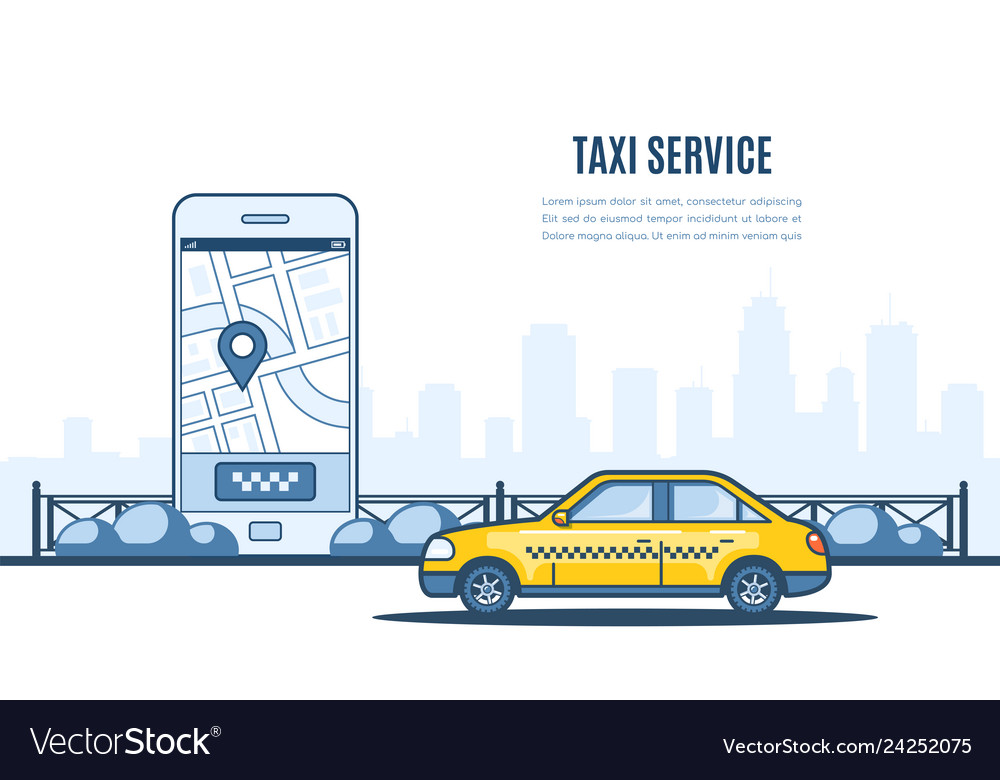 TAXI SERVICE
Lorem ipsum dolor sit amet, consectetur adipiscing
Elit sed do eiusmod tempor incididunt ut labore et
Dolore magna aliqua. Ut enim ad minim veniam quis
VectorStock®
VectorStock.com/24252075